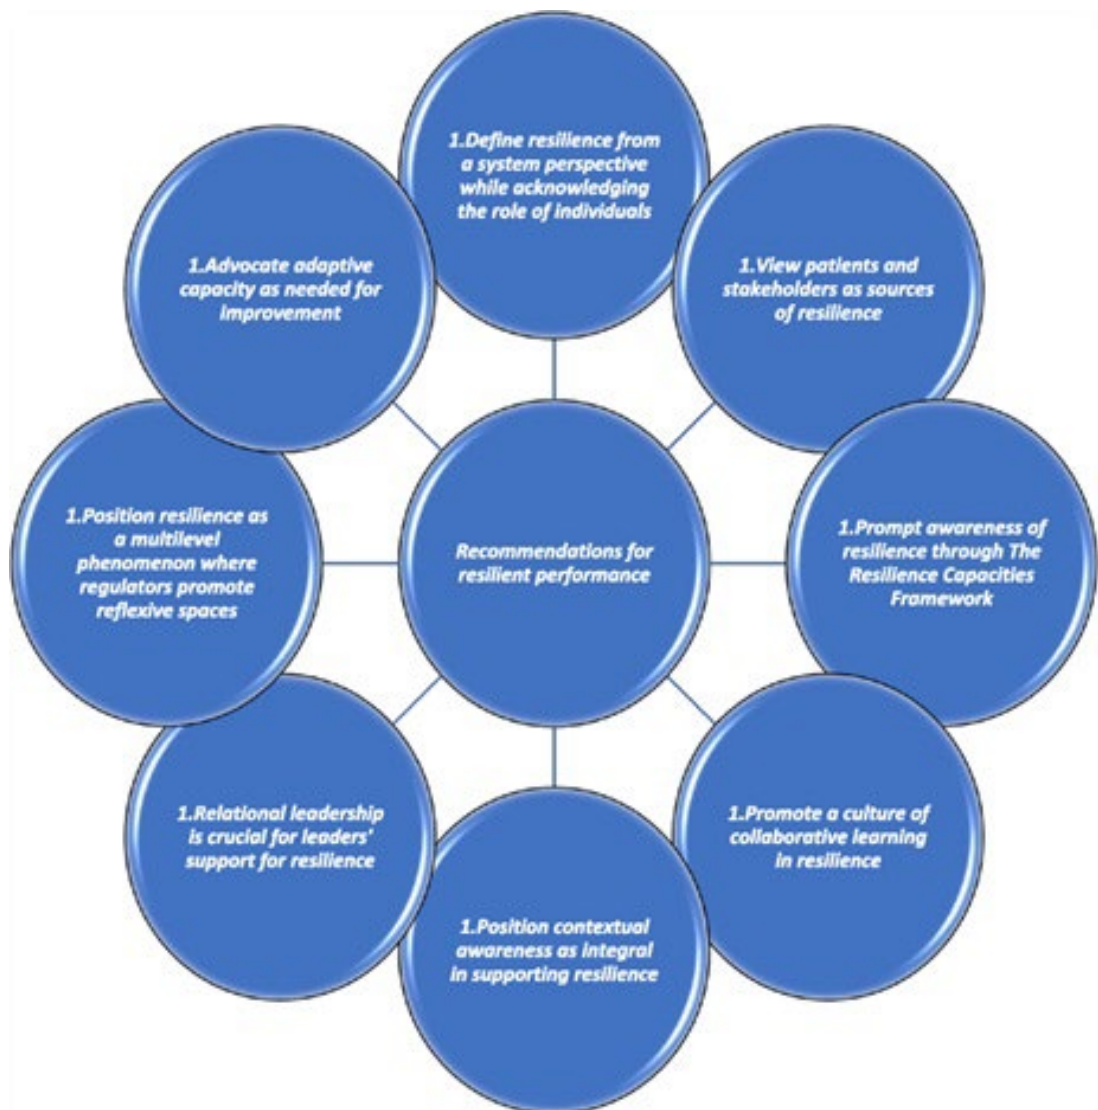 1.Define resilience from
a system perspective
while acknowledging
the role of individuals
1.View patients and
stakeholders as sources
of resilience
1.Prompt awareness of
resilience through The
Resilience Capacities
Framework
1.Promote a culture of
collaborative learning
in resilience
1.Position contextual
awareness as integral
in supporting resilience
1.Relational leadership
is crucial for leaders'
support for resilience
1.Position resilience as
a multilevel
phenomenon where
regulators promote
reflexive spaces
1.Advocate adaptive
capacity as needed for
improvement
Recommendations for
resilient performance